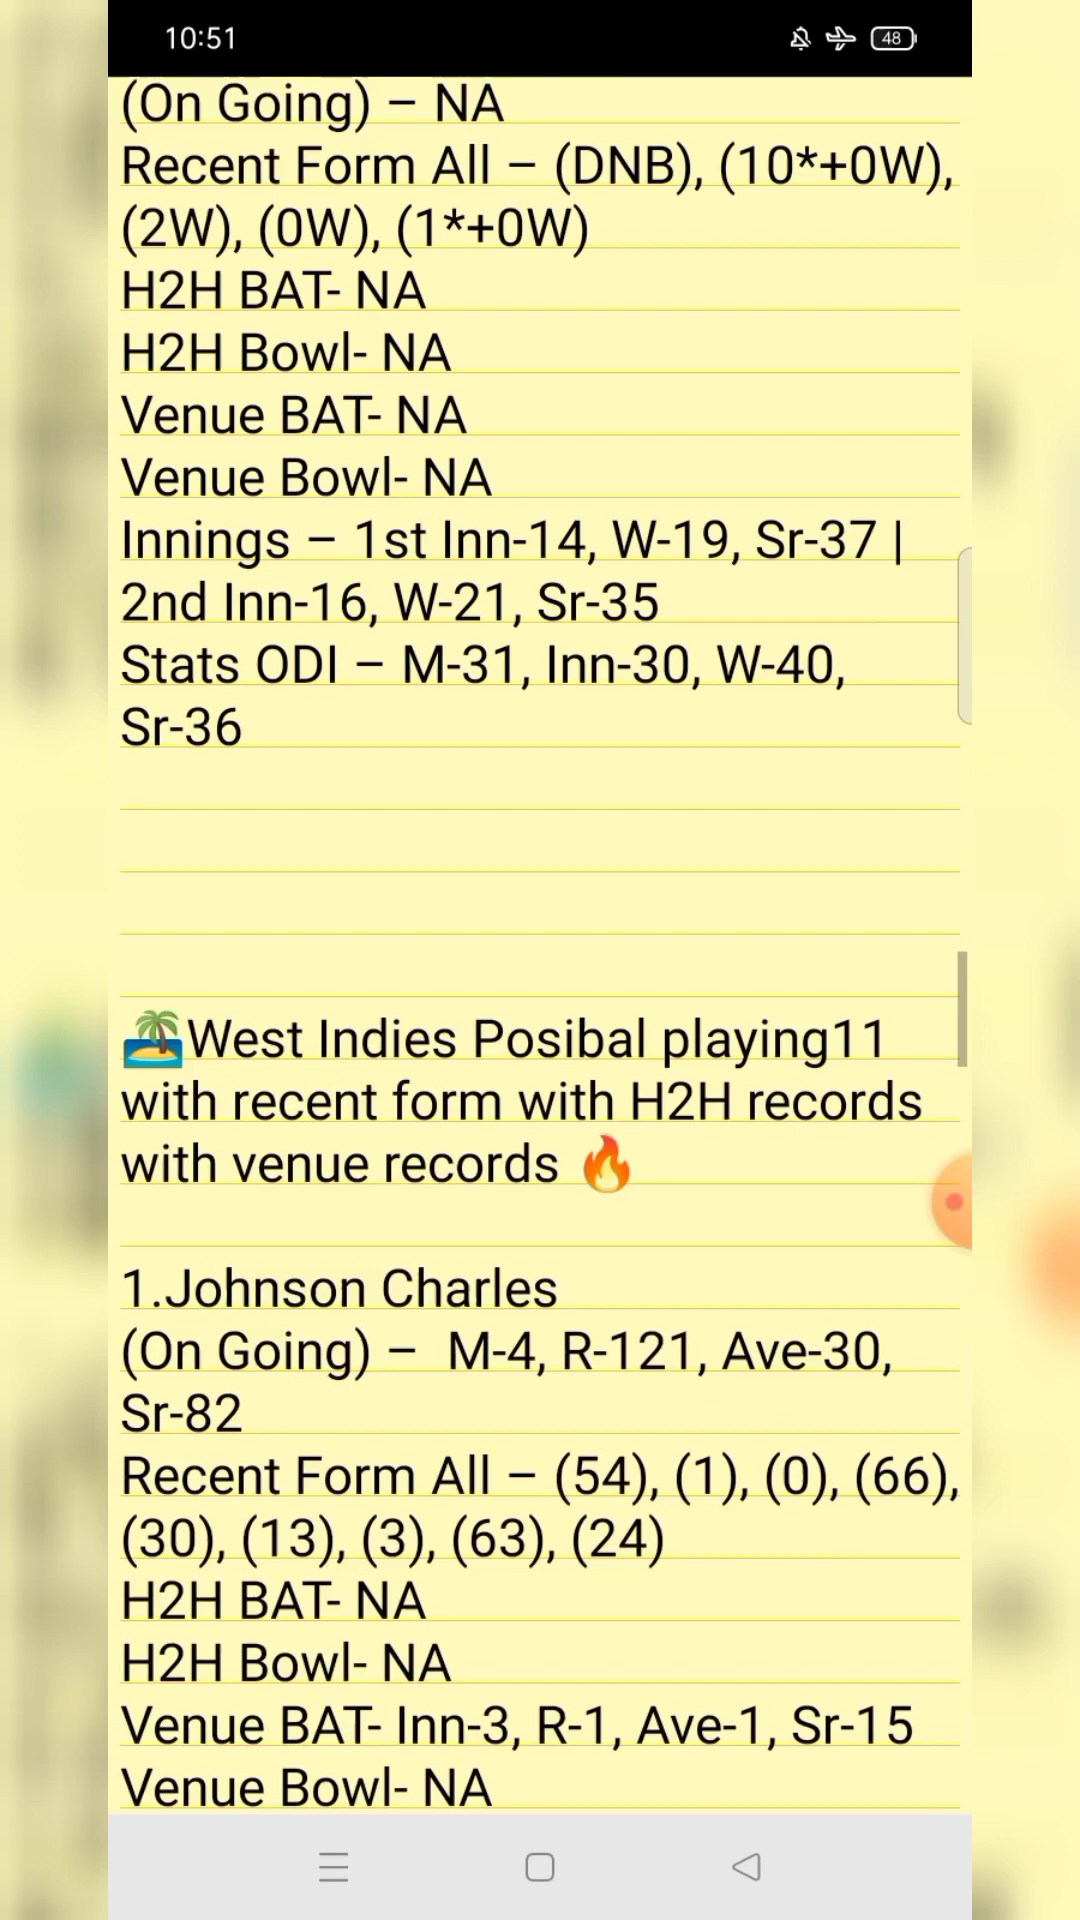 10:51
48
(On Going) – NA
Recent Form All – (DNB), (10*+0W),
(2W), (0W), (1*+0W)
H2H BAT- NA
H2H Bowl- NA
Venue BAT- NA
Venue Bowl- NA
Innings – 1st Inn-14, W-19, Sr-37 |
2nd Inn-16, W-21, Sr-35
Stats ODI – M-31, Inn-30, W-40,
Sr-36
🏝️West Indies Posibal playing11
with recent form with H2H records
with venue records 🔥
1.Johnson Charles
(On Going) –  M-4, R-121, Ave-30,
Sr-82
Recent Form All – (54), (1), (0), (66),
(30), (13), (3), (63), (24)
H2H BAT- NA
H2H Bowl- NA
Venue BAT- Inn-3, R-1, Ave-1, Sr-15
Venue Bowl- NA